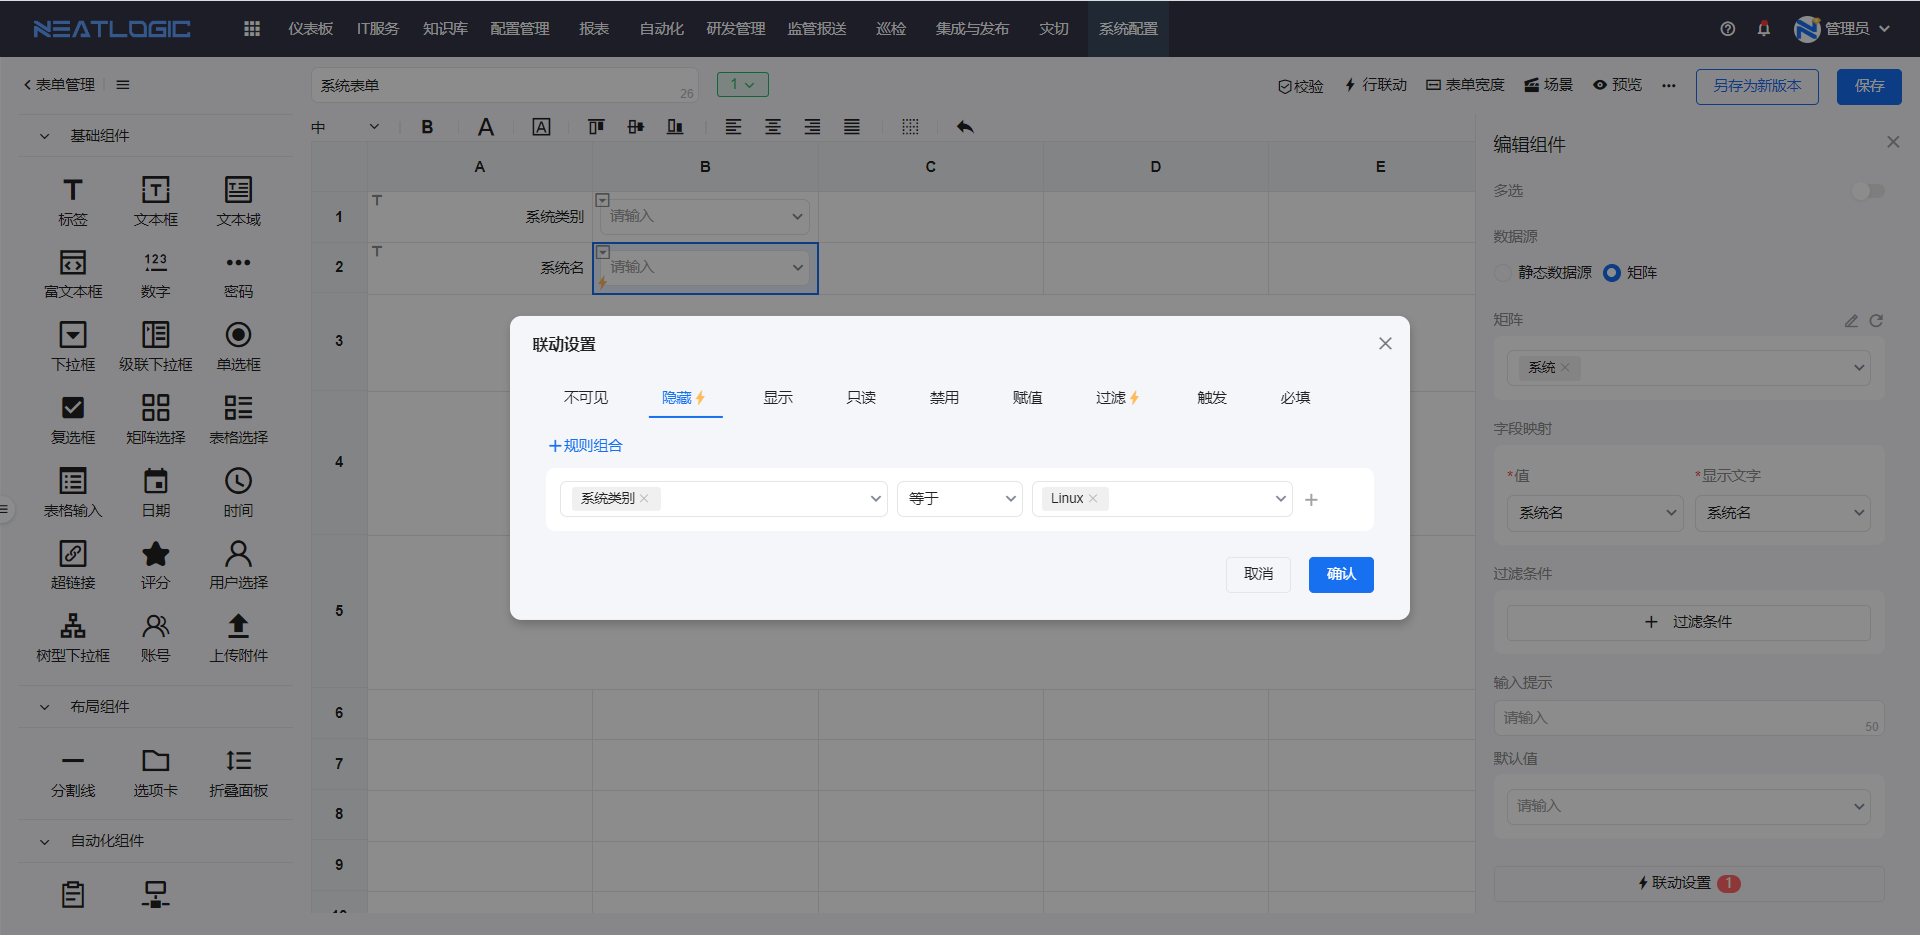 NEATLOGIC 仪表板 IT服务 知识库 配置管理 报表 自动化 研发管理 监管报送 巡检 集成与发布 灾切 系统配置 管理员
表单管理 系统表单 26 1 校验 行联动 表单宽度 场景 预览 另存为新版本 保存
基础组件
标签 文本框 文本域
富文本框 数字 密码
下拉框 级联下拉框 单选框
复选框 矩阵选择 表格选择
表格输入 日期 时间
超链接 评分 用户选择
树型下拉框 账号 上传附件
布局组件
分割线 选项卡 折叠面板
自动化组件
中 B A A
A B C D E
1 系统类别 请输入
2 系统名 请输入
3
4
5
6
7
8
9
10
联动设置
不可见 隐藏 显示 只读 禁用 赋值 过滤 触发 必填
+规则组合
系统类别 等于 Linux
取消 确认
编辑组件
多选
数据源
静态数据源 矩阵
矩阵
系统
字段映射
*值 *显示文字
系统名 系统名
过滤条件
+ 过滤条件
输入提示
请输入 50
默认值
请输入
联动设置 1